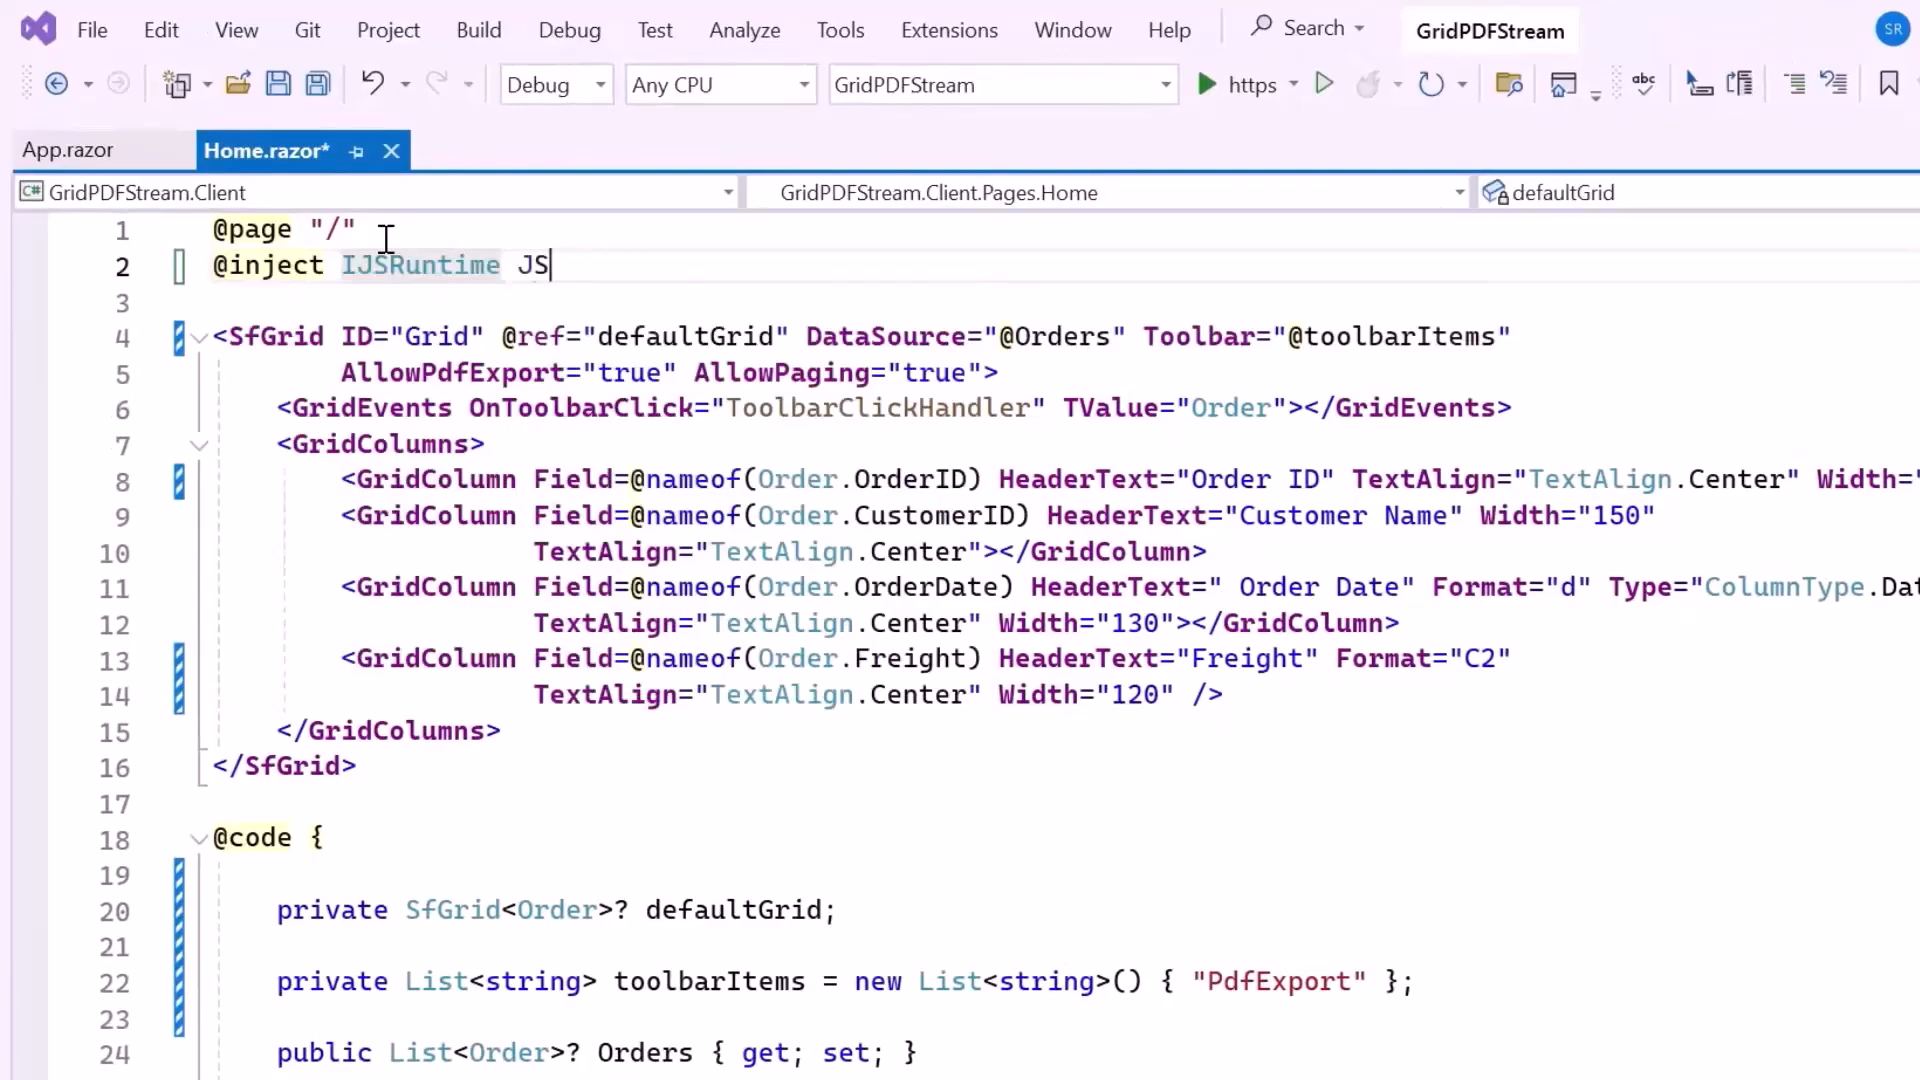 File Edit View Git Project Build Debug Test Analyze Tools Extensions Window Help Search GridPDFStream SR
Debug Any CPU GridPDFStream https abc
App.razor Home.razor*
C# GridPDFStream.Client GridPDFStream.Client.Pages.Home defaultGrid
1 @page "/"
2 @inject IJSRuntime JS
3
4 <SfGrid ID="Grid" @ref="defaultGrid" DataSource="@Orders" Toolbar="@toolbarItems"
5 AllowPdfExport="true" AllowPaging="true">
6 <GridEvents OnToolbarClick="ToolbarClickHandler" TValue="Order"></GridEvents>
7 <GridColumns>
8 <GridColumn Field=@nameof(Order.OrderID) HeaderText="Order ID" TextAlign="TextAlign.Center" Width="
9 <GridColumn Field=@nameof(Order.CustomerID) HeaderText="Customer Name" Width="150"
10 TextAlign="TextAlign.Center"></GridColumn>
11 <GridColumn Field=@nameof(Order.OrderDate) HeaderText=" Order Date" Format="d" Type="ColumnType.Dat
12 TextAlign="TextAlign.Center" Width="130"></GridColumn>
13 <GridColumn Field=@nameof(Order.Freight) HeaderText="Freight" Format="C2"
14 TextAlign="TextAlign.Center" Width="120" />
15 </GridColumns>
16 </SfGrid>
17
18 @code {
19
20 private SfGrid<Order>? defaultGrid;
21
22 private List<string> toolbarItems = new List<string>() { "PdfExport" };
23
24 public List<Order>? Orders { get; set; }